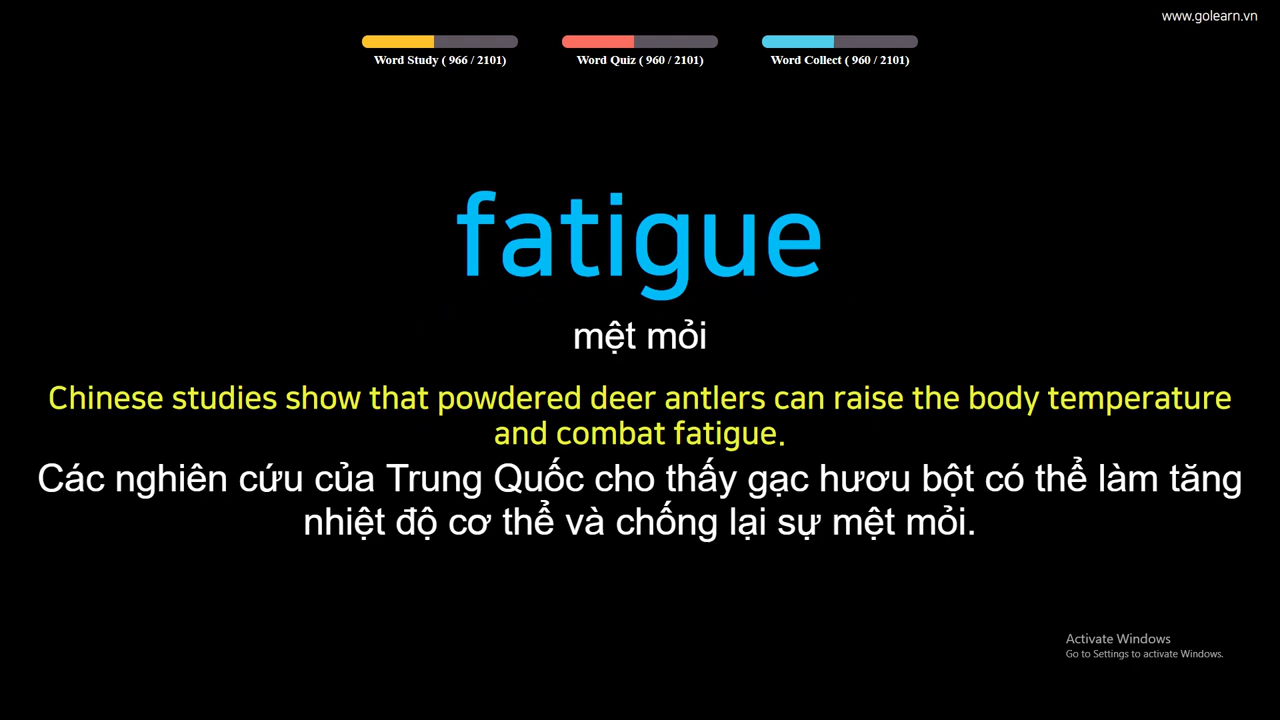 www.golearn.vn
Word Study ( 966 / 2101)
Word Quiz ( 960 / 2101)
Word Collect ( 960 / 2101)
fatigue
mệt mỏi
Chinese studies show that powdered deer antlers can raise the body temperature
and combat fatigue.
Các nghiên cứu của Trung Quốc cho thấy gạc hươu bột có thể làm tăng
nhiệt độ cơ thể và chống lại sự mệt mỏi.
Activate Windows
Go to Settings to activate Windows.